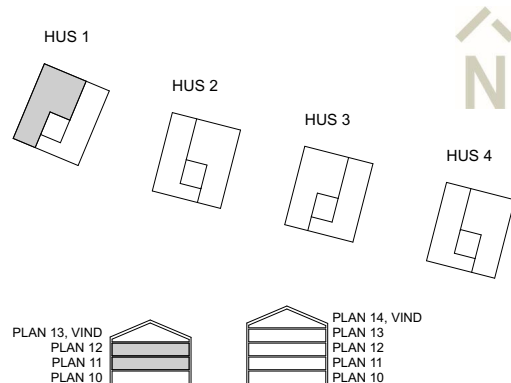 HUS 1
HUS 2
HUS 3
HUS 4
N
PLAN 13, VIND
PLAN 12
PLAN 11
PLAN 10
PLAN 14, VIND
PLAN 13
PLAN 12
PLAN 11
PLAN 10